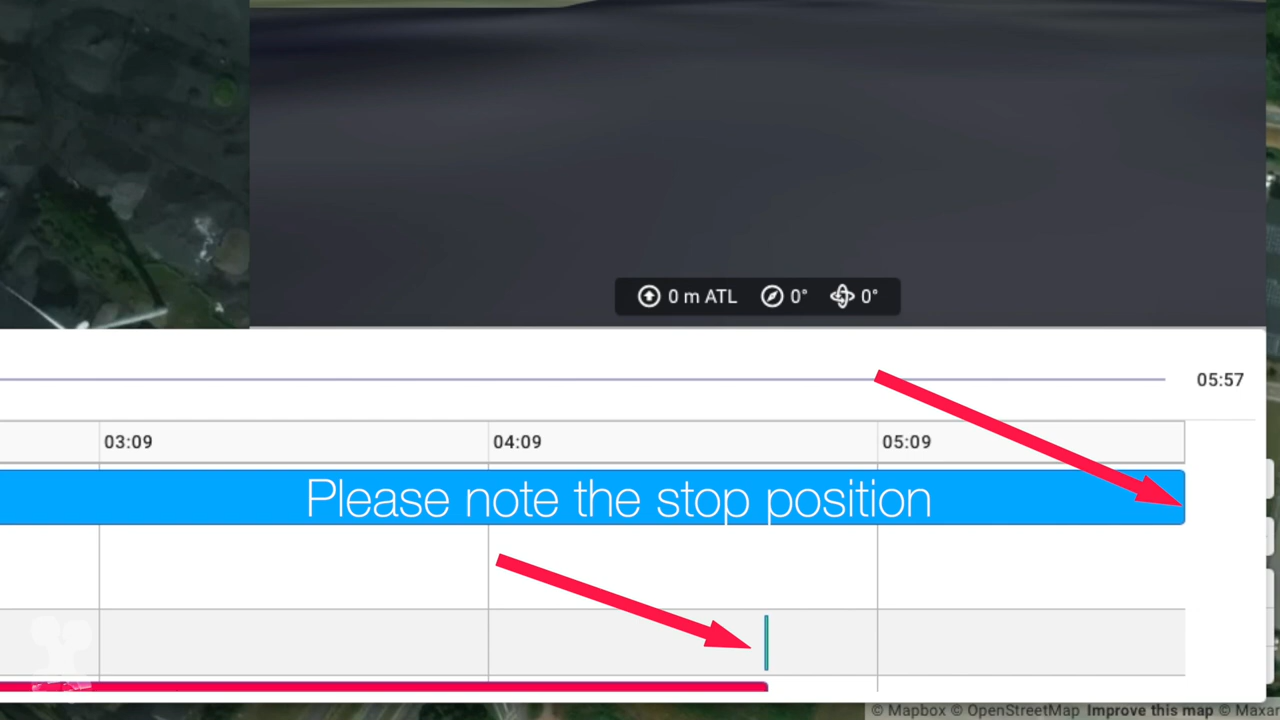 0 m ATL 0° 0°
05:57
03:09 04:09 05:09
Please note the stop position
© Mapbox © OpenStreetMap Improve this map © Maxar